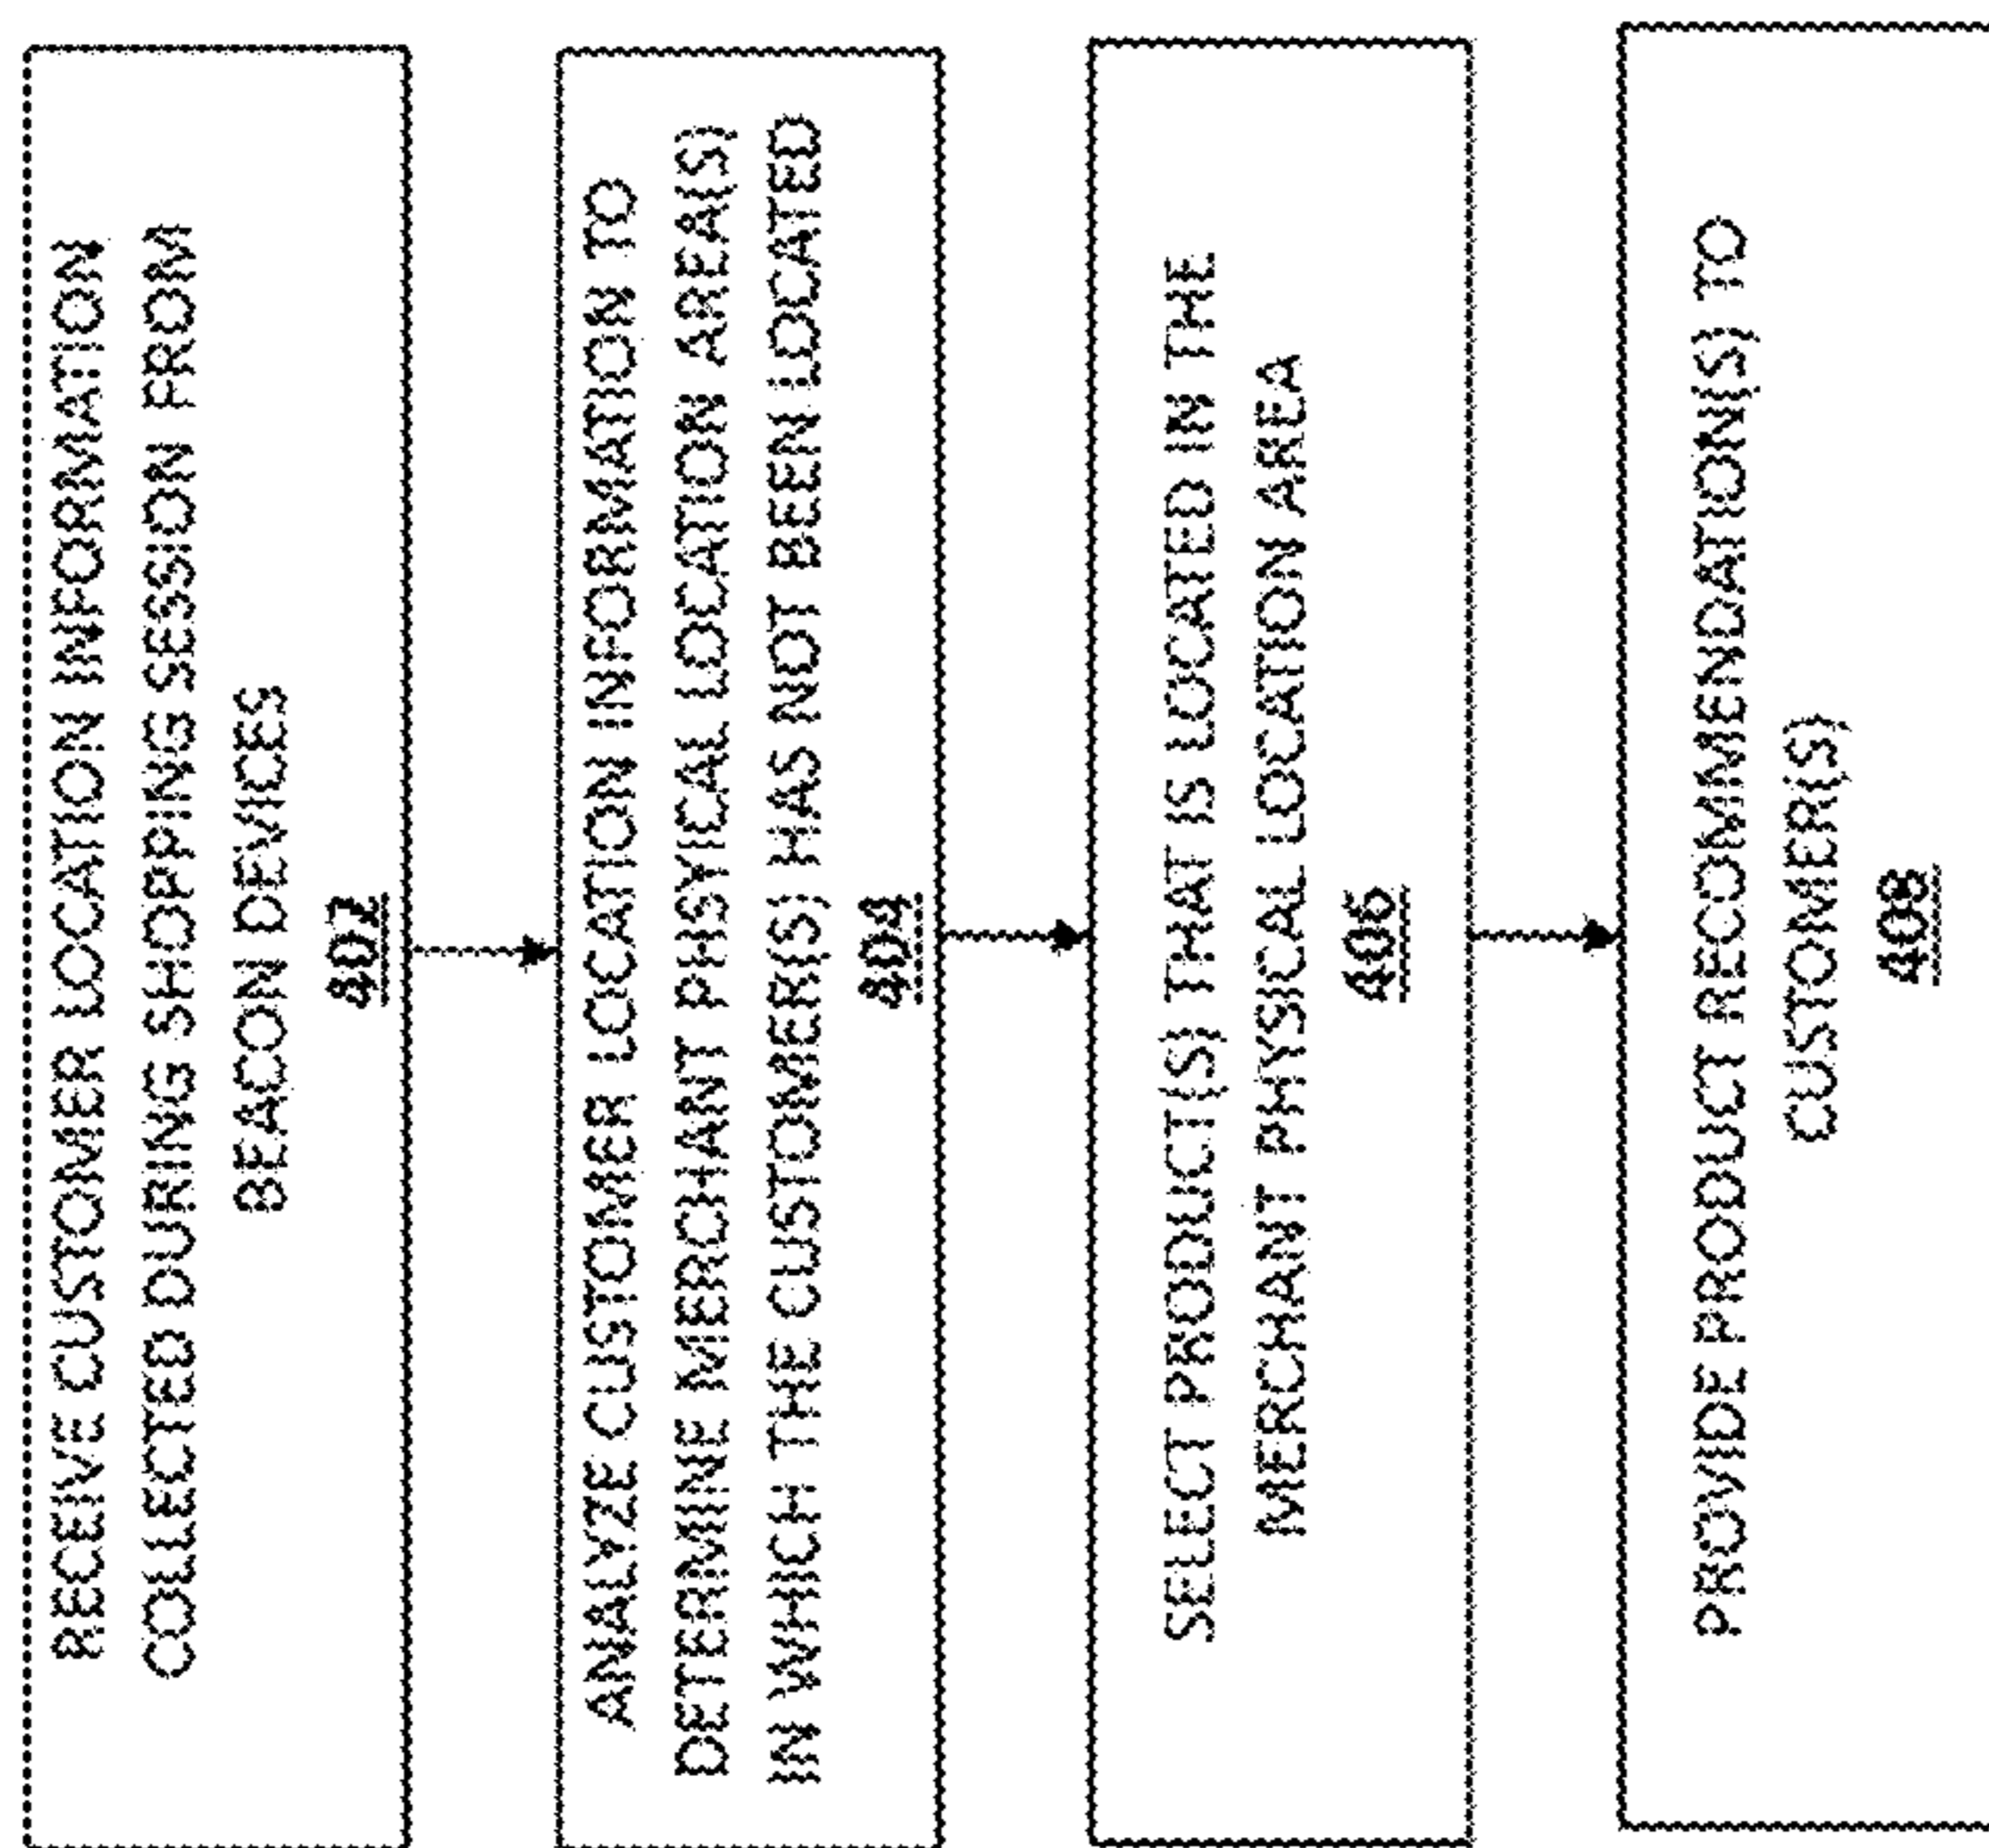 RECEIVE CUSTOMER LOCATION INFORMATION
COLLECTED DURING SHOPPING SESSION FROM
BEACON DEVICES
402
ANALYZE CUSTOMER LOCATION INFORMATION TO
DETERMINE MERCHANT PHSYICAL LOCATION AREA(S)
IN WHICH THE CUSTOMER(S) HAS NOT BEEN LOCATED
404
SELECT PRODUCT(S) THAT IS LOCATED IN THE
MERCHANT PHYSICAL LOCATION AREA
406
PROVIDE PRODUCT RECOMMENDATION(S) TO
CUSTOMER(S)
408